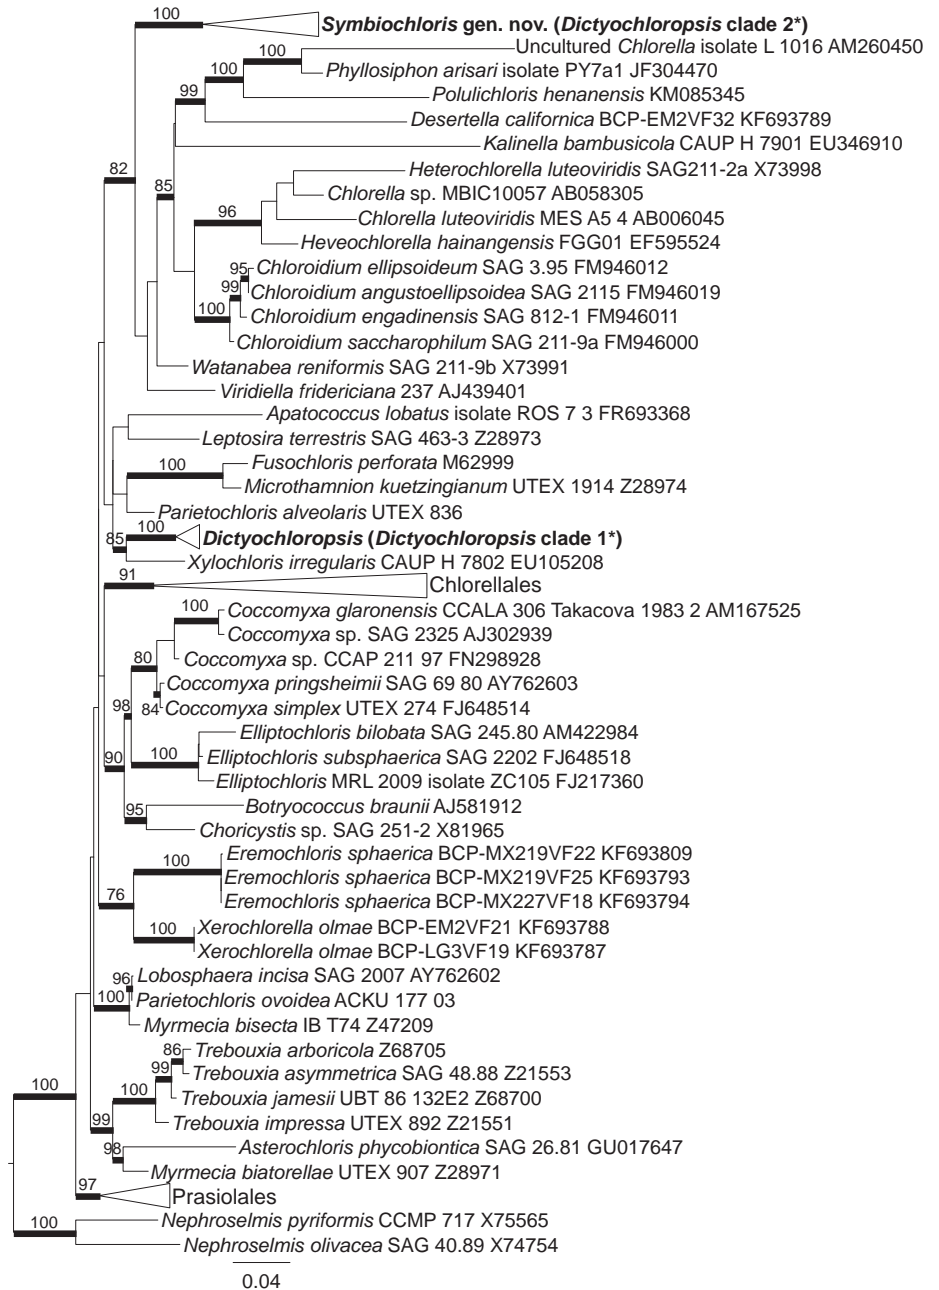 100
Symbiochloris gen. nov. (Dictyochloropsis clade 2*)
Uncultured Chlorella isolate L 1016 AM260450
100
Phyllosiphon arisari isolate PY7a1 JF304470
100
Polulichloris henanensis KM085345
99
Desertella californica BCP-EM2VF32 KF693789
Kalinella bambusicola CAUP H 7901 EU346910
82
Heterochlorella luteoviridis SAG211-2a X73998
85
Chlorella sp. MBIC10057 AB058305
96
Chlorella luteoviridis MES A5 4 AB006045
Heveochlorella hainangensis FGG01 EF595524
95
Chloroidium ellipsoideum SAG 3.95 FM946012
99
Chloroidium angustoellipsoidea SAG 2115 FM946019
100
Chloroidium engadinensis SAG 812-1 FM946011
Chloroidium saccharophilum SAG 211-9a FM946000
Watanabea reniformis SAG 211-9b X73991
Viridiella fridericiana 237 AJ439401
Apatococcus lobatus isolate ROS 7 3 FR693368
Leptosira terrestris SAG 463-3 Z28973
100
Fusochloris perforata M62999
Microthamnion kuetzingianum UTEX 1914 Z28974
Parietochloris alveolaris UTEX 836
100
85
Dictyochloropsis (Dictyochloropsis clade 1*)
Xylochloris irregularis CAUP H 7802 EU105208
91
Chlorellales
100
Coccomyxa glaronensis CCALA 306 Takacova 1983 2 AM167525
Coccomyxa sp. SAG 2325 AJ302939
80
Coccomyxa sp. CCAP 211 97 FN298928
Coccomyxa pringsheimii SAG 69 80 AY762603
98
84
Coccomyxa simplex UTEX 274 FJ648514
Elliptochloris bilobata SAG 245.80 AM422984
90
100
Elliptochloris subsphaerica SAG 2202 FJ648518
Elliptochloris MRL 2009 isolate ZC105 FJ217360
95
Botryococcus braunii AJ581912
Choricystis sp. SAG 251-2 X81965
100
Eremochloris sphaerica BCP-MX219VF22 KF693809
Eremochloris sphaerica BCP-MX219VF25 KF693793
76
Eremochloris sphaerica BCP-MX227VF18 KF693794
100
Xerochlorella olmae BCP-EM2VF21 KF693788
Xerochlorella olmae BCP-LG3VF19 KF693787
96
Lobosphaera incisa SAG 2007 AY762602
100
Parietochloris ovoidea ACKU 177 03
Myrmecia bisecta IB T74 Z47209
86
Trebouxia arboricola Z68705
99
Trebouxia asymmetrica SAG 48.88 Z21553
100
100
Trebouxia jamesii UBT 86 132E2 Z68700
99
Trebouxia impressa UTEX 892 Z21551
98
Asterochloris phycobiontica SAG 26.81 GU017647
Myrmecia biatorellae UTEX 907 Z28971
97
Prasiolales
100
Nephroselmis pyriformis CCMP 717 X75565
Nephroselmis olivacea SAG 40.89 X74754
0.04